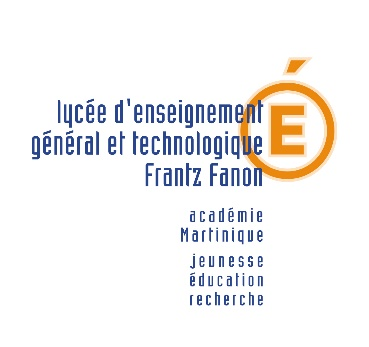 lycée d'enseignement
général et technologique
Frantz Fanon
É
académie
Martinique
jeunesse
éducation
recherche